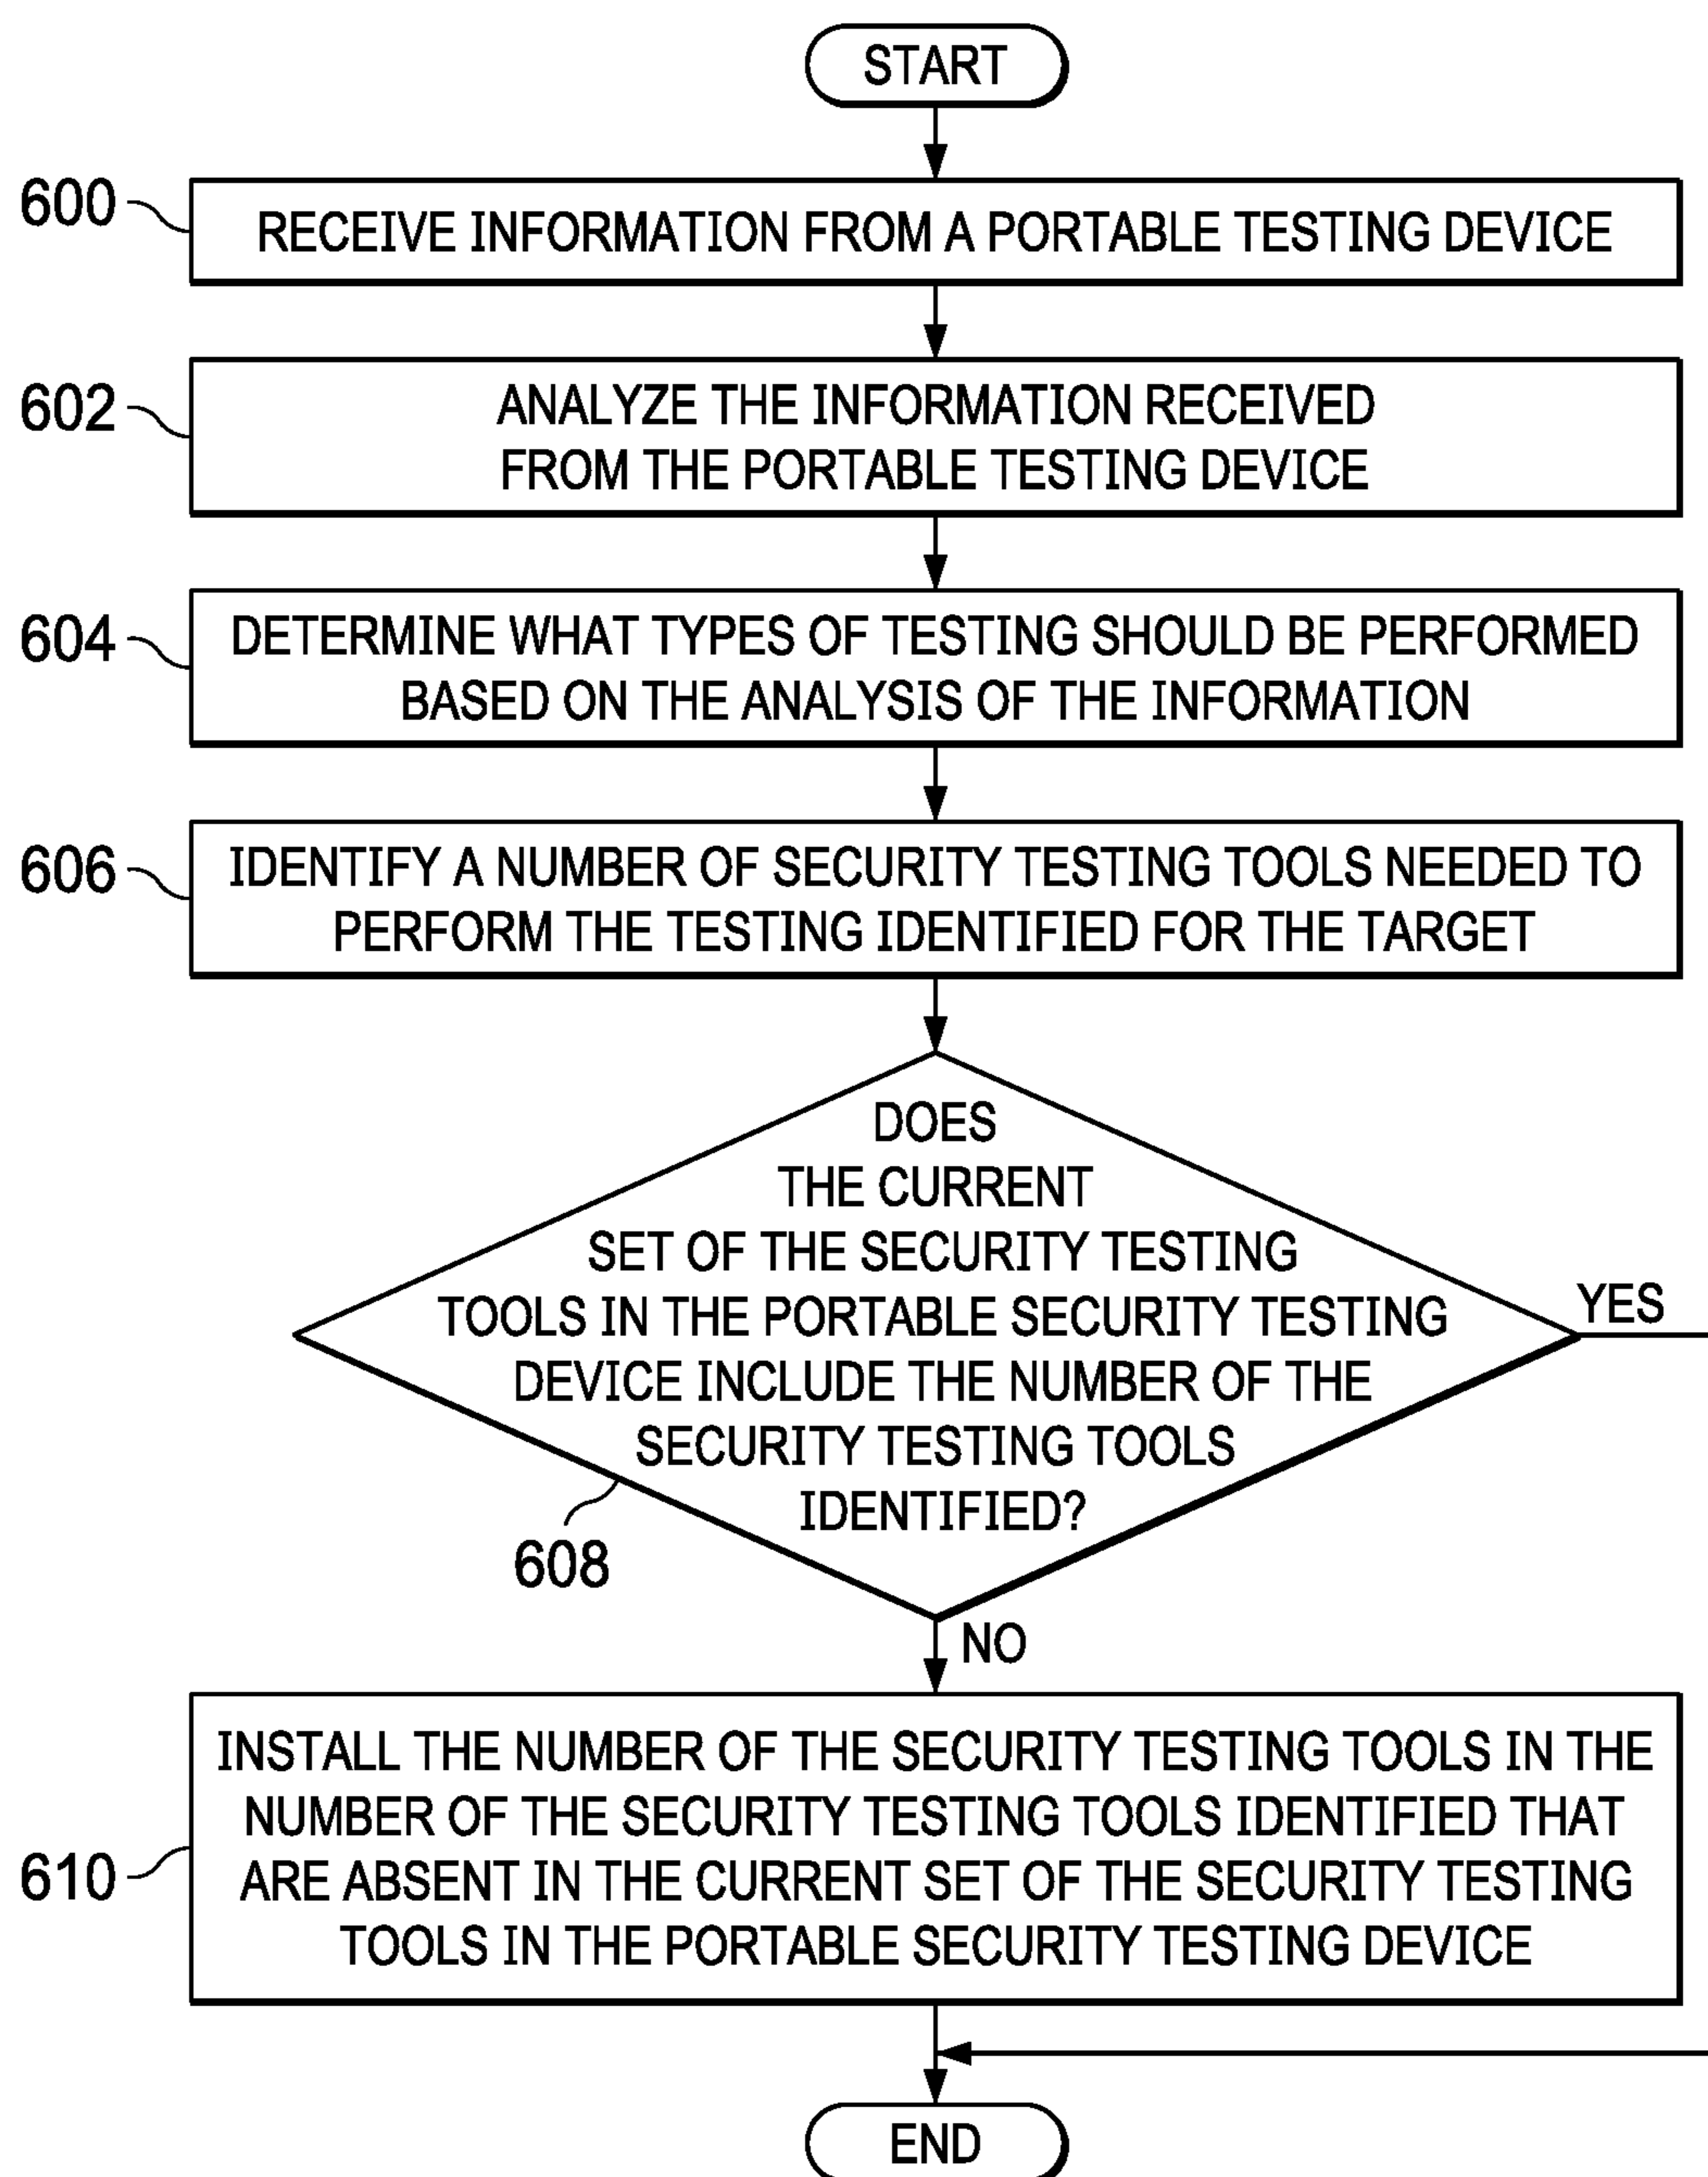 START
600
RECEIVE INFORMATION FROM A PORTABLE TESTING DEVICE
602
ANALYZE THE INFORMATION RECEIVED
FROM THE PORTABLE TESTING DEVICE
604
DETERMINE WHAT TYPES OF TESTING SHOULD BE PERFORMED
BASED ON THE ANALYSIS OF THE INFORMATION
606
IDENTIFY A NUMBER OF SECURITY TESTING TOOLS NEEDED TO
PERFORM THE TESTING IDENTIFIED FOR THE TARGET
DOES
THE CURRENT
SET OF THE SECURITY TESTING
TOOLS IN THE PORTABLE SECURITY TESTING
DEVICE INCLUDE THE NUMBER OF THE
SECURITY TESTING TOOLS
IDENTIFIED?
YES
608
NO
610
INSTALL THE NUMBER OF THE SECURITY TESTING TOOLS IN THE
NUMBER OF THE SECURITY TESTING TOOLS IDENTIFIED THAT
ARE ABSENT IN THE CURRENT SET OF THE SECURITY TESTING
TOOLS IN THE PORTABLE SECURITY TESTING DEVICE
END